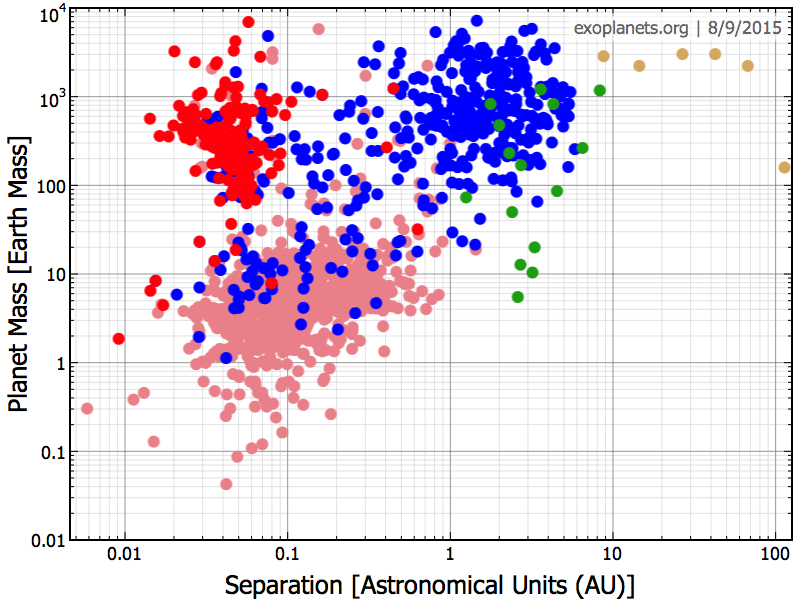 exoplanets.org | 8/9/2015
10⁴
10³
100
10
1
0.1
0.01
Planet Mass [Earth Mass]
0.01 0.1 1 10 100
Separation [Astronomical Units (AU)]